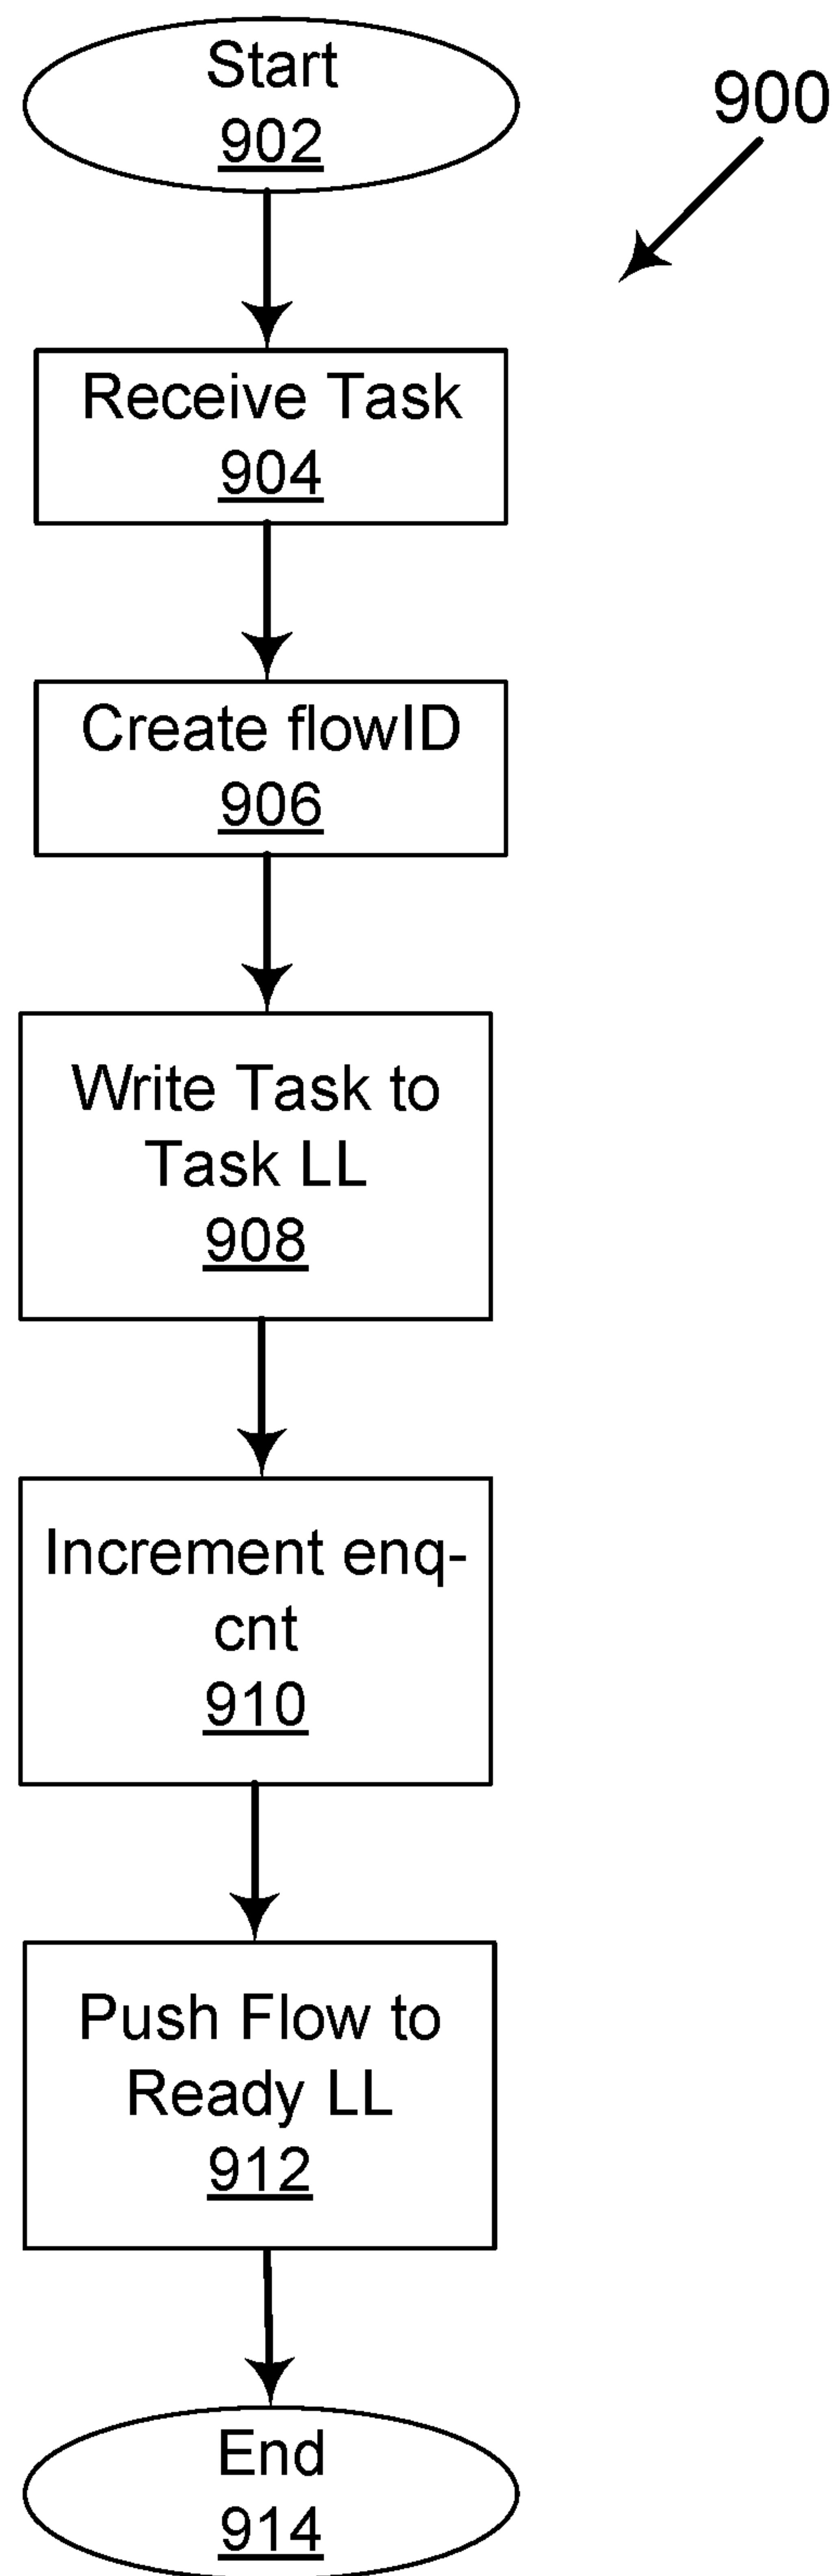 Start
902
900
Receive Task
904
Create flowID
906
Write Task to
Task LL
908
Increment enq-
cnt
910
Push Flow to
Ready LL
912
End
914